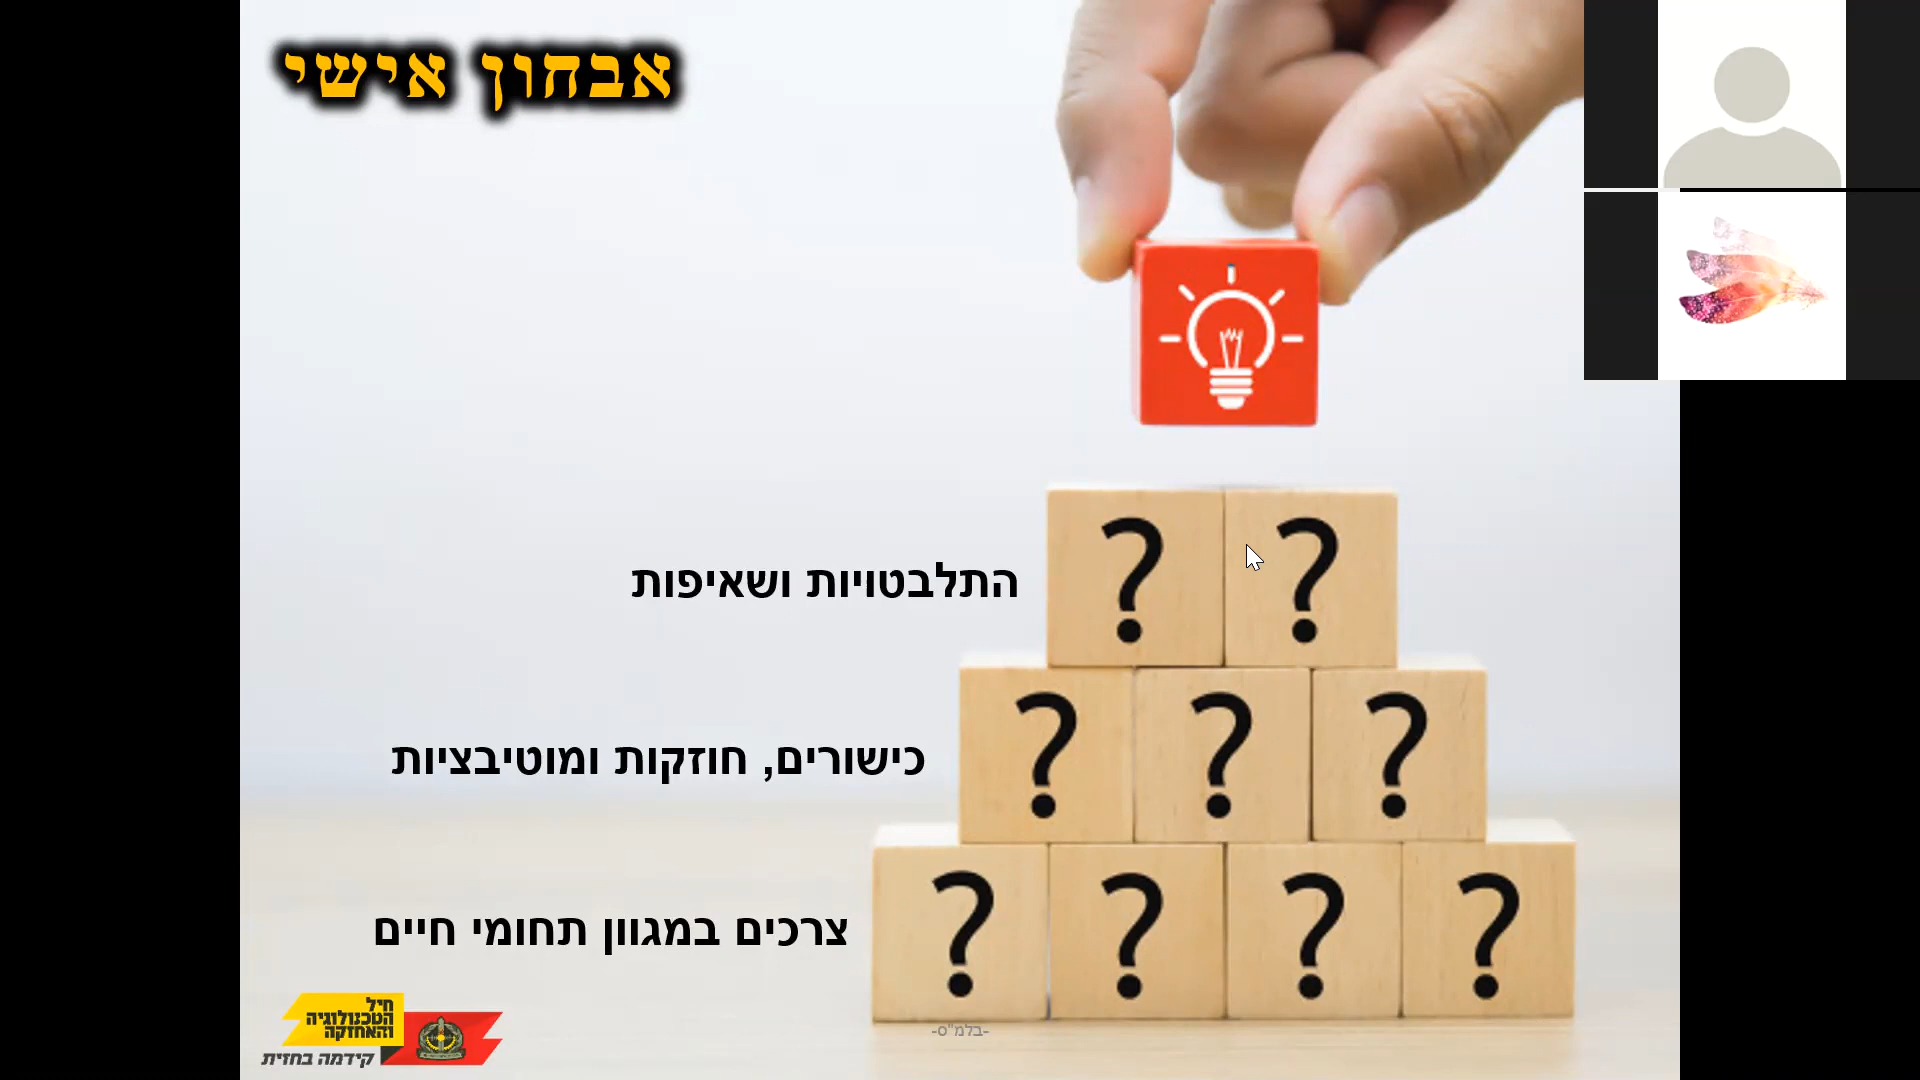 אבחון אישי
? ?
התלבטויות ושאיפות
? ? ?
כישורים, חוזקות ומוטיבציות
? ? ? ?
צרכים במגוון תחומי חיים
חיל
הטכנולוגיה
והאחזקה
קידמה בחזית
-בלמ"ס-